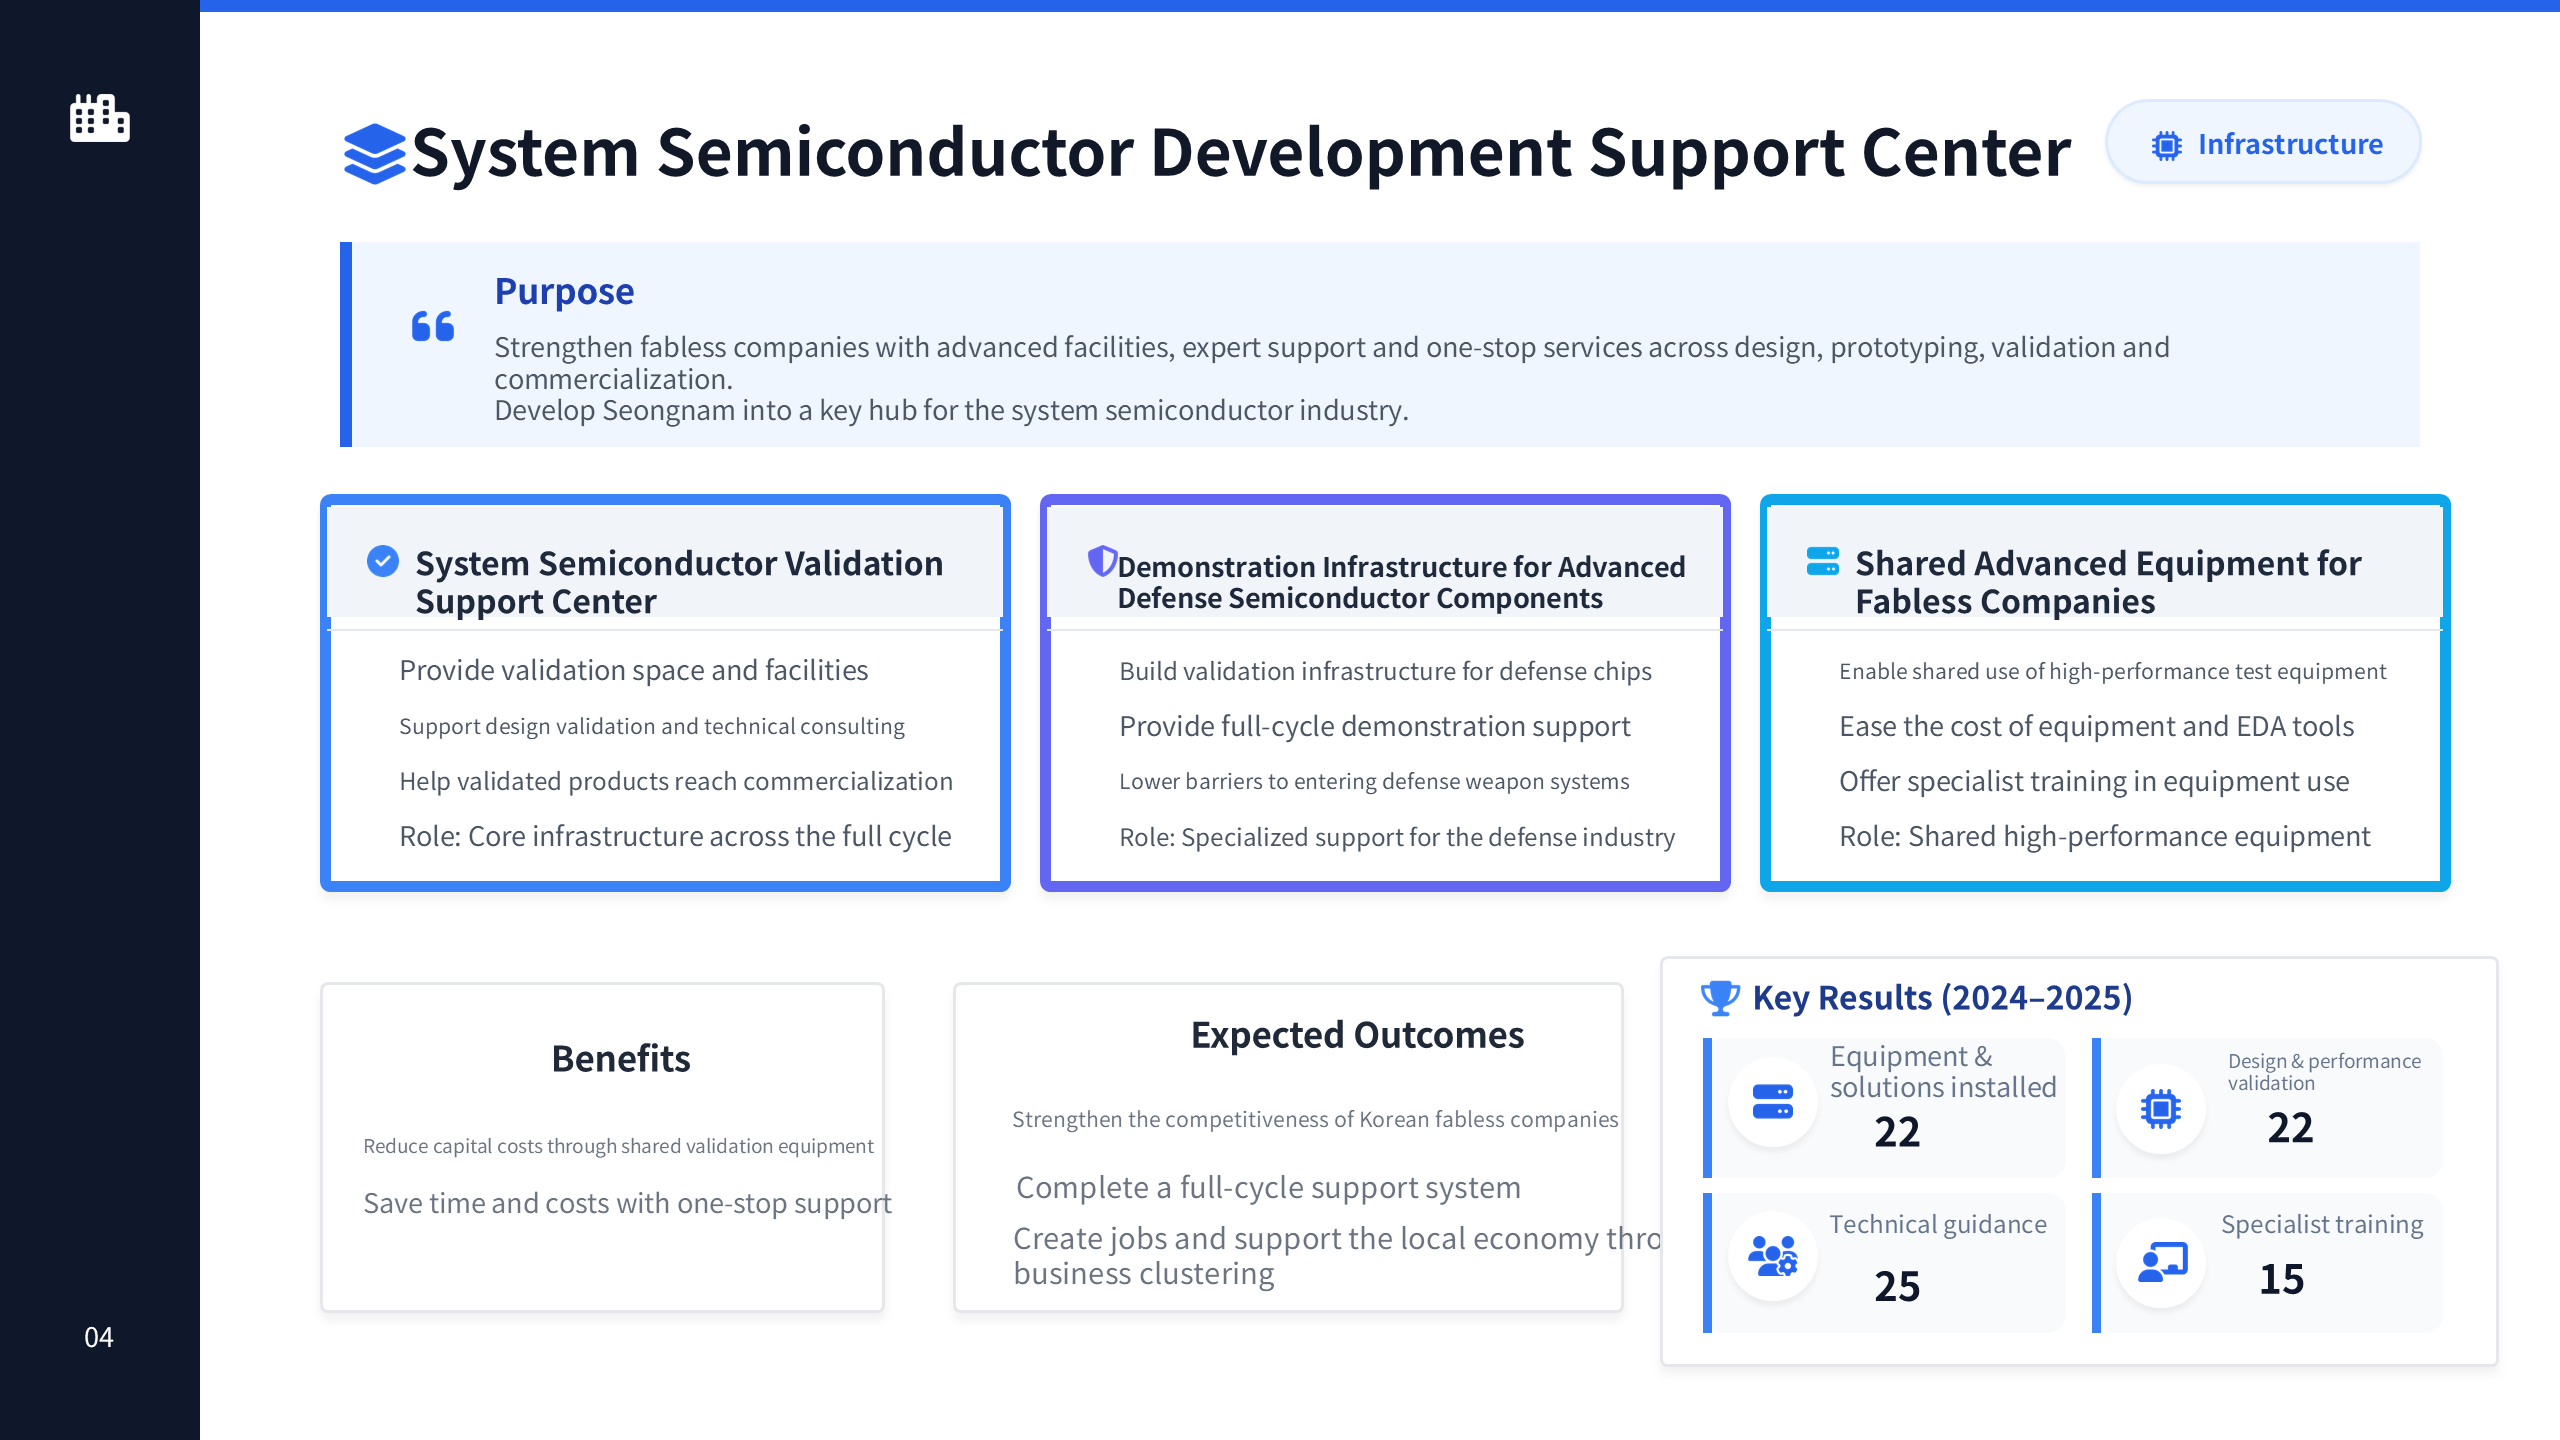 System Semiconductor Development Support Center
Infrastructure
Purpose
Strengthen fabless companies with advanced facilities, expert support and one-stop services across design, prototyping, validation and
commercialization.
Develop Seongnam into a key hub for the system semiconductor industry.
System Semiconductor Validation
Support Center
Provide validation space and facilities
Support design validation and technical consulting
Help validated products reach commercialization
Role: Core infrastructure across the full cycle
Demonstration Infrastructure for Advanced
Defense Semiconductor Components
Build validation infrastructure for defense chips
Provide full-cycle demonstration support
Lower barriers to entering defense weapon systems
Role: Specialized support for the defense industry
Shared Advanced Equipment for
Fabless Companies
Enable shared use of high-performance test equipment
Ease the cost of equipment and EDA tools
Offer specialist training in equipment use
Role: Shared high-performance equipment
Benefits
Reduce capital costs through shared validation equipment
Save time and costs with one-stop support
Expected Outcomes
Strengthen the competitiveness of Korean fabless companies
Complete a full-cycle support system
Create jobs and support the local economy thro
business clustering
Key Results (2024–2025)
Equipment &
solutions installed
22
Design & performance
validation
22
Technical guidance
25
Specialist training
15
04